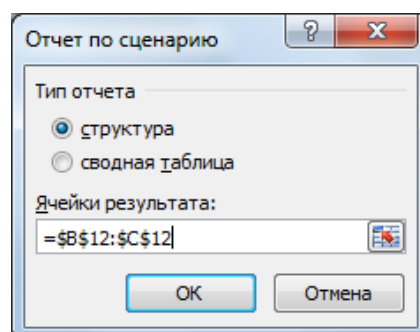 Отчет по сценарию
Тип отчета
структура
сводная таблица
Ячейки результата:
=$B$12:$C$12
ОК
Отмена